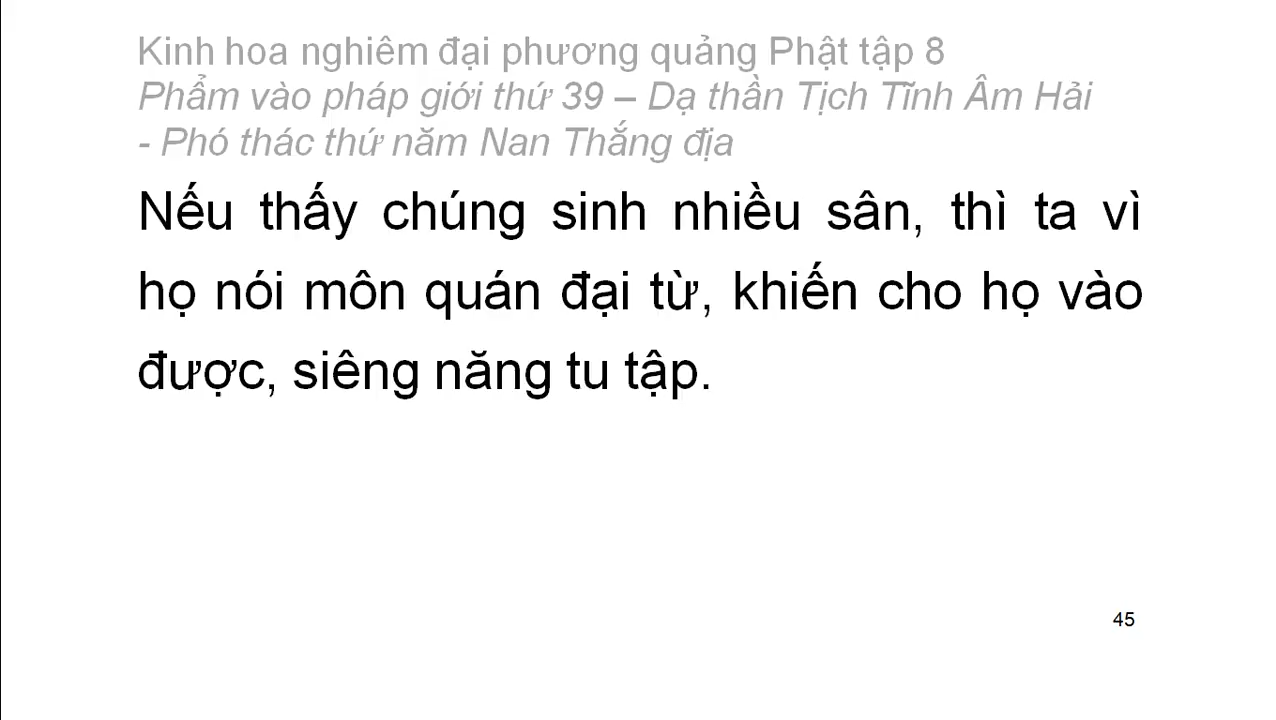 Kinh hoa nghiêm đại phương quảng Phật tập 8
Phẩm vào pháp giới thứ 39 – Dạ thần Tịch Tĩnh Âm Hải
- Phó thác thứ năm Nan Thắng địa
Nếu thấy chúng sinh nhiều sân, thì ta vì
họ nói môn quán đại từ, khiến cho họ vào
được, siêng năng tu tập.
45